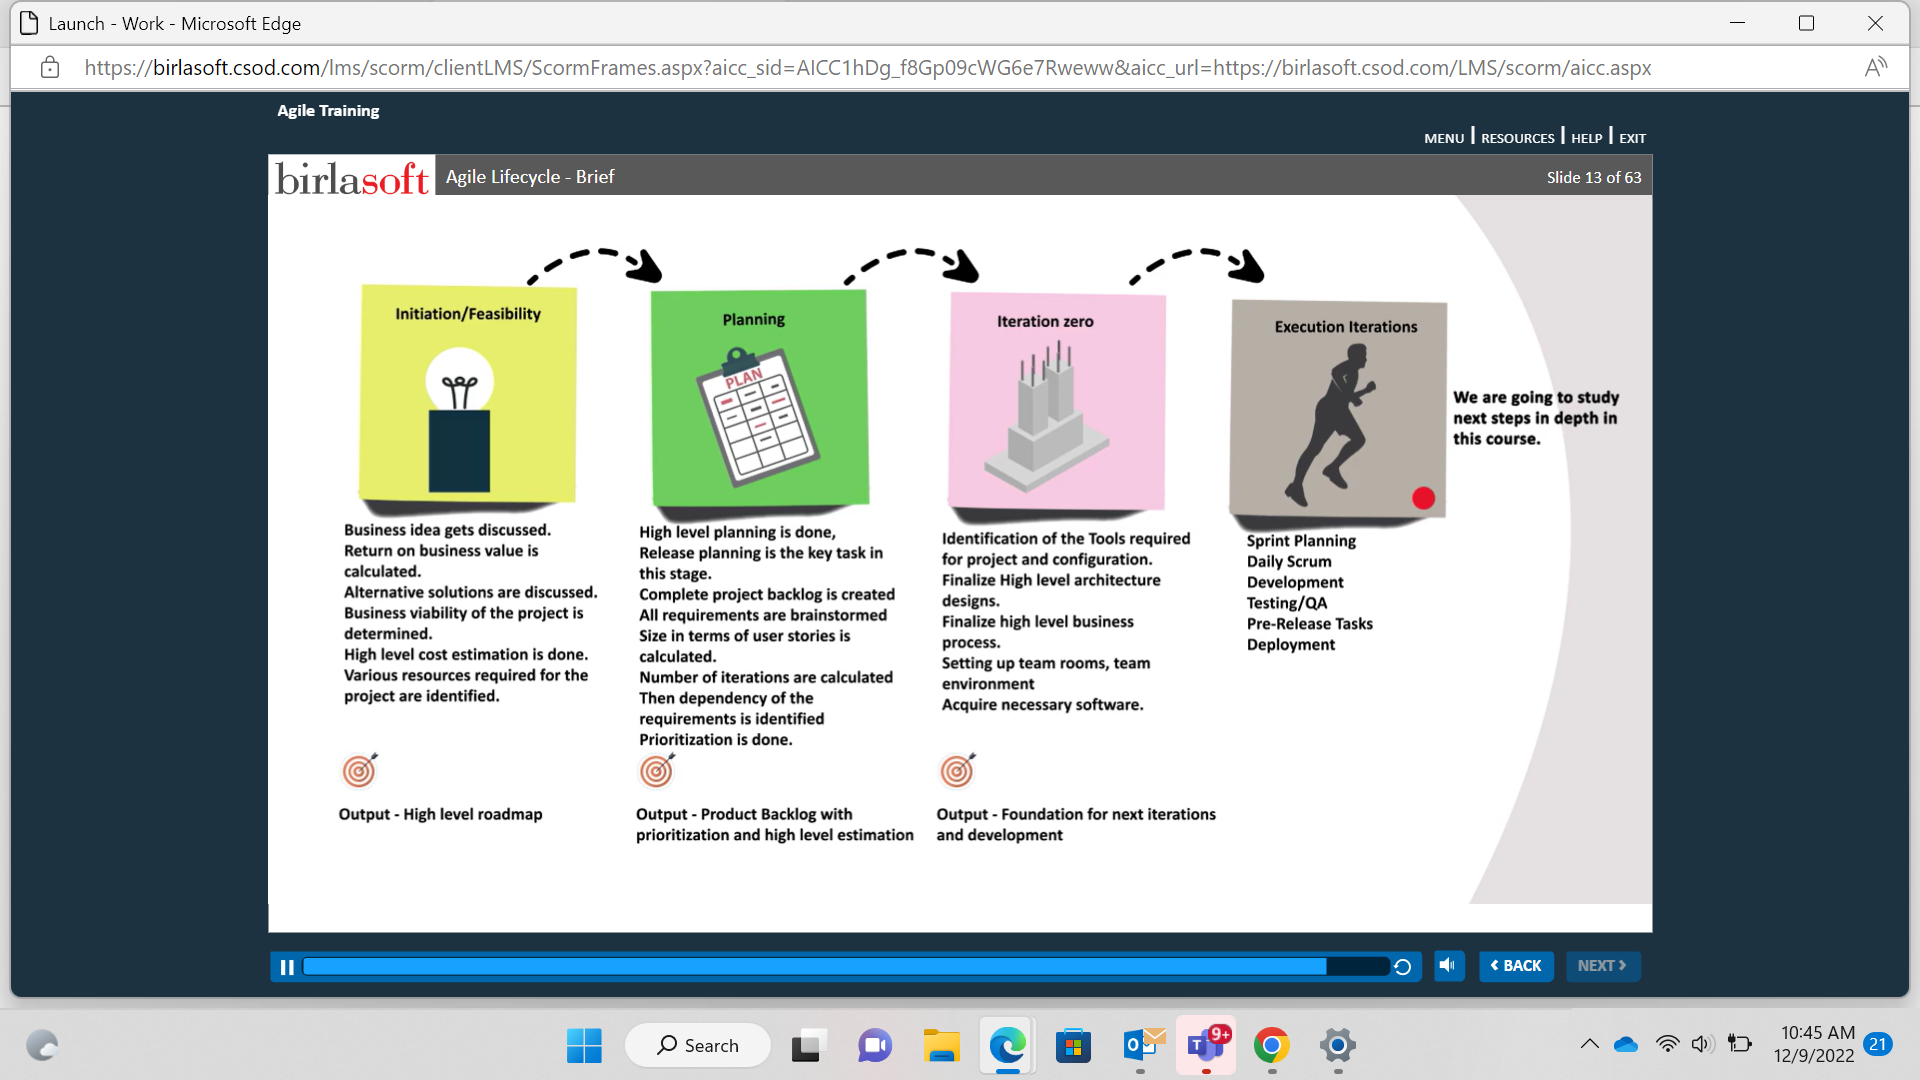 Launch - Work - Microsoft Edge
https://birlasoft.csod.com/lms/scorm/clientLMS/ScormFrames.aspx?aicc_sid=AICC1hDg_f8Gp09cWG6e7Rweww&aicc_url=https://birlasoft.csod.com/LMS/scorm/aicc.aspx
Agile Training
MENU | RESOURCES | HELP | EXIT
birlasoft
Agile Lifecycle - Brief
Slide 13 of 63
Initiation/Feasibility
Business idea gets discussed.
Return on business value is
calculated.
Alternative solutions are discussed.
Business viability of the project is
determined.
High level cost estimation is done.
Various resources required for the
project are identified.
Output - High level roadmap
Planning
PLAN
High level planning is done,
Release planning is the key task in
this stage.
Complete project backlog is created
All requirements are brainstormed
Size in terms of user stories is
calculated.
Number of iterations are calculated
Then dependency of the
requirements is identified
Prioritization is done.
Output - Product Backlog with
prioritization and high level estimation
Iteration zero
Identification of the Tools required
for project and configuration.
Finalize High level architecture
designs.
Finalize high level business
process.
Setting up team rooms, team
environment
Acquire necessary software.
Output - Foundation for next iterations
and development
Execution Iterations
Sprint Planning
Daily Scrum
Development
Testing/QA
Pre-Release Tasks
Deployment
We are going to study
next steps in depth in
this course.
BACK
NEXT
Search
9+
10:45 AM
12/9/2022
21